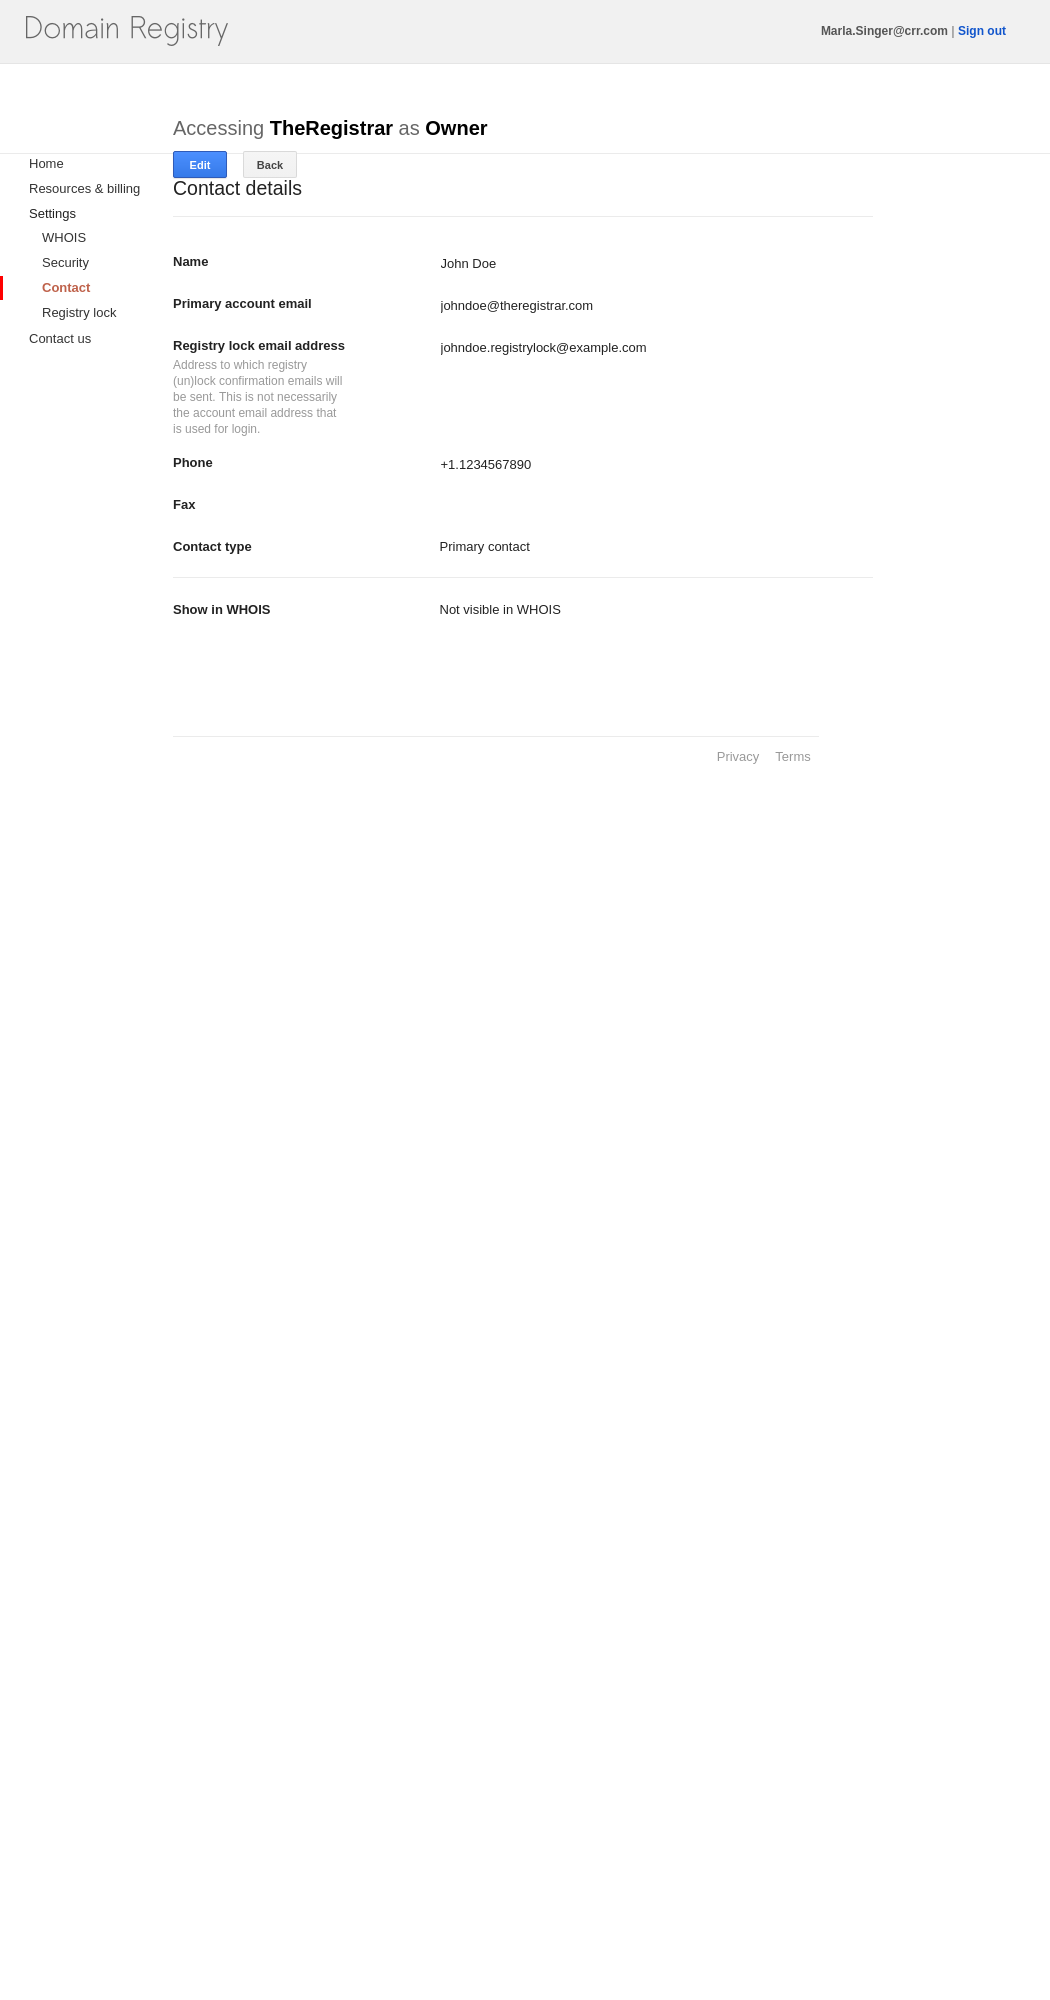 Domain Registry
Marla.Singer@crr.com | Sign out
Accessing TheRegistrar as Owner
Edit Back
Home
Resources & billing
Settings
WHOIS
Security
Contact
Registry lock
Contact us
Contact details
Name John Doe
Primary account email johndoe@theregistrar.com
Registry lock email address johndoe.registrylock@example.com
Address to which registry
(un)lock confirmation emails will
be sent. This is not necessarily
the account email address that
is used for login.
Phone +1.1234567890
Fax
Contact type Primary contact
Show in WHOIS Not visible in WHOIS
Privacy Terms